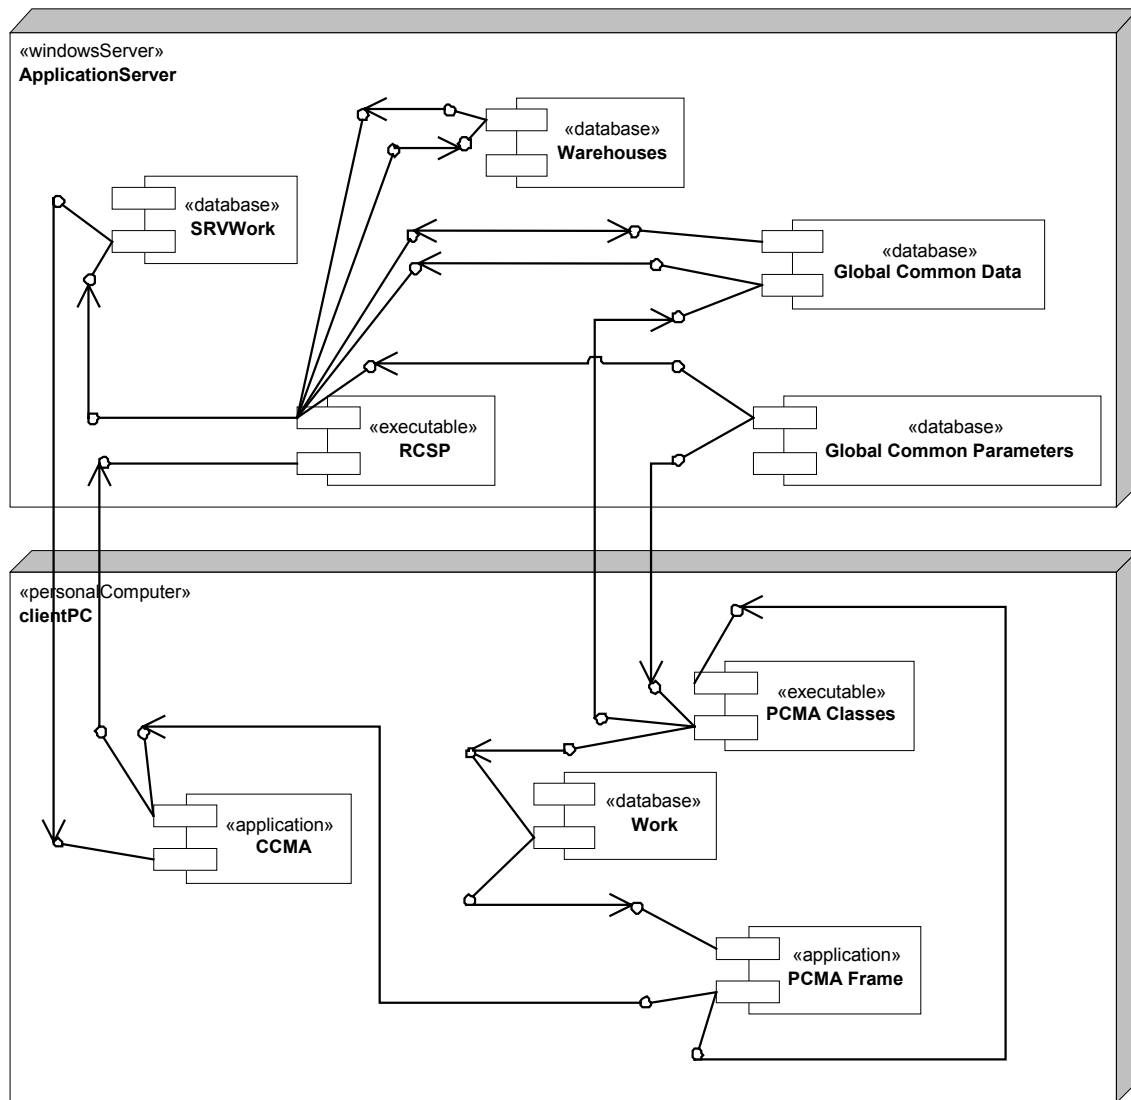 «windowsServer»
ApplicationServer
«database»
Warehouses
«database»
SRVWork
«database»
Global Common Data
«executable»
RCSP
«database»
Global Common Parameters
«personalComputer»
clientPC
«executable»
PCMA Classes
«database»
Work
«application»
CCMA
«application»
PCMA Frame